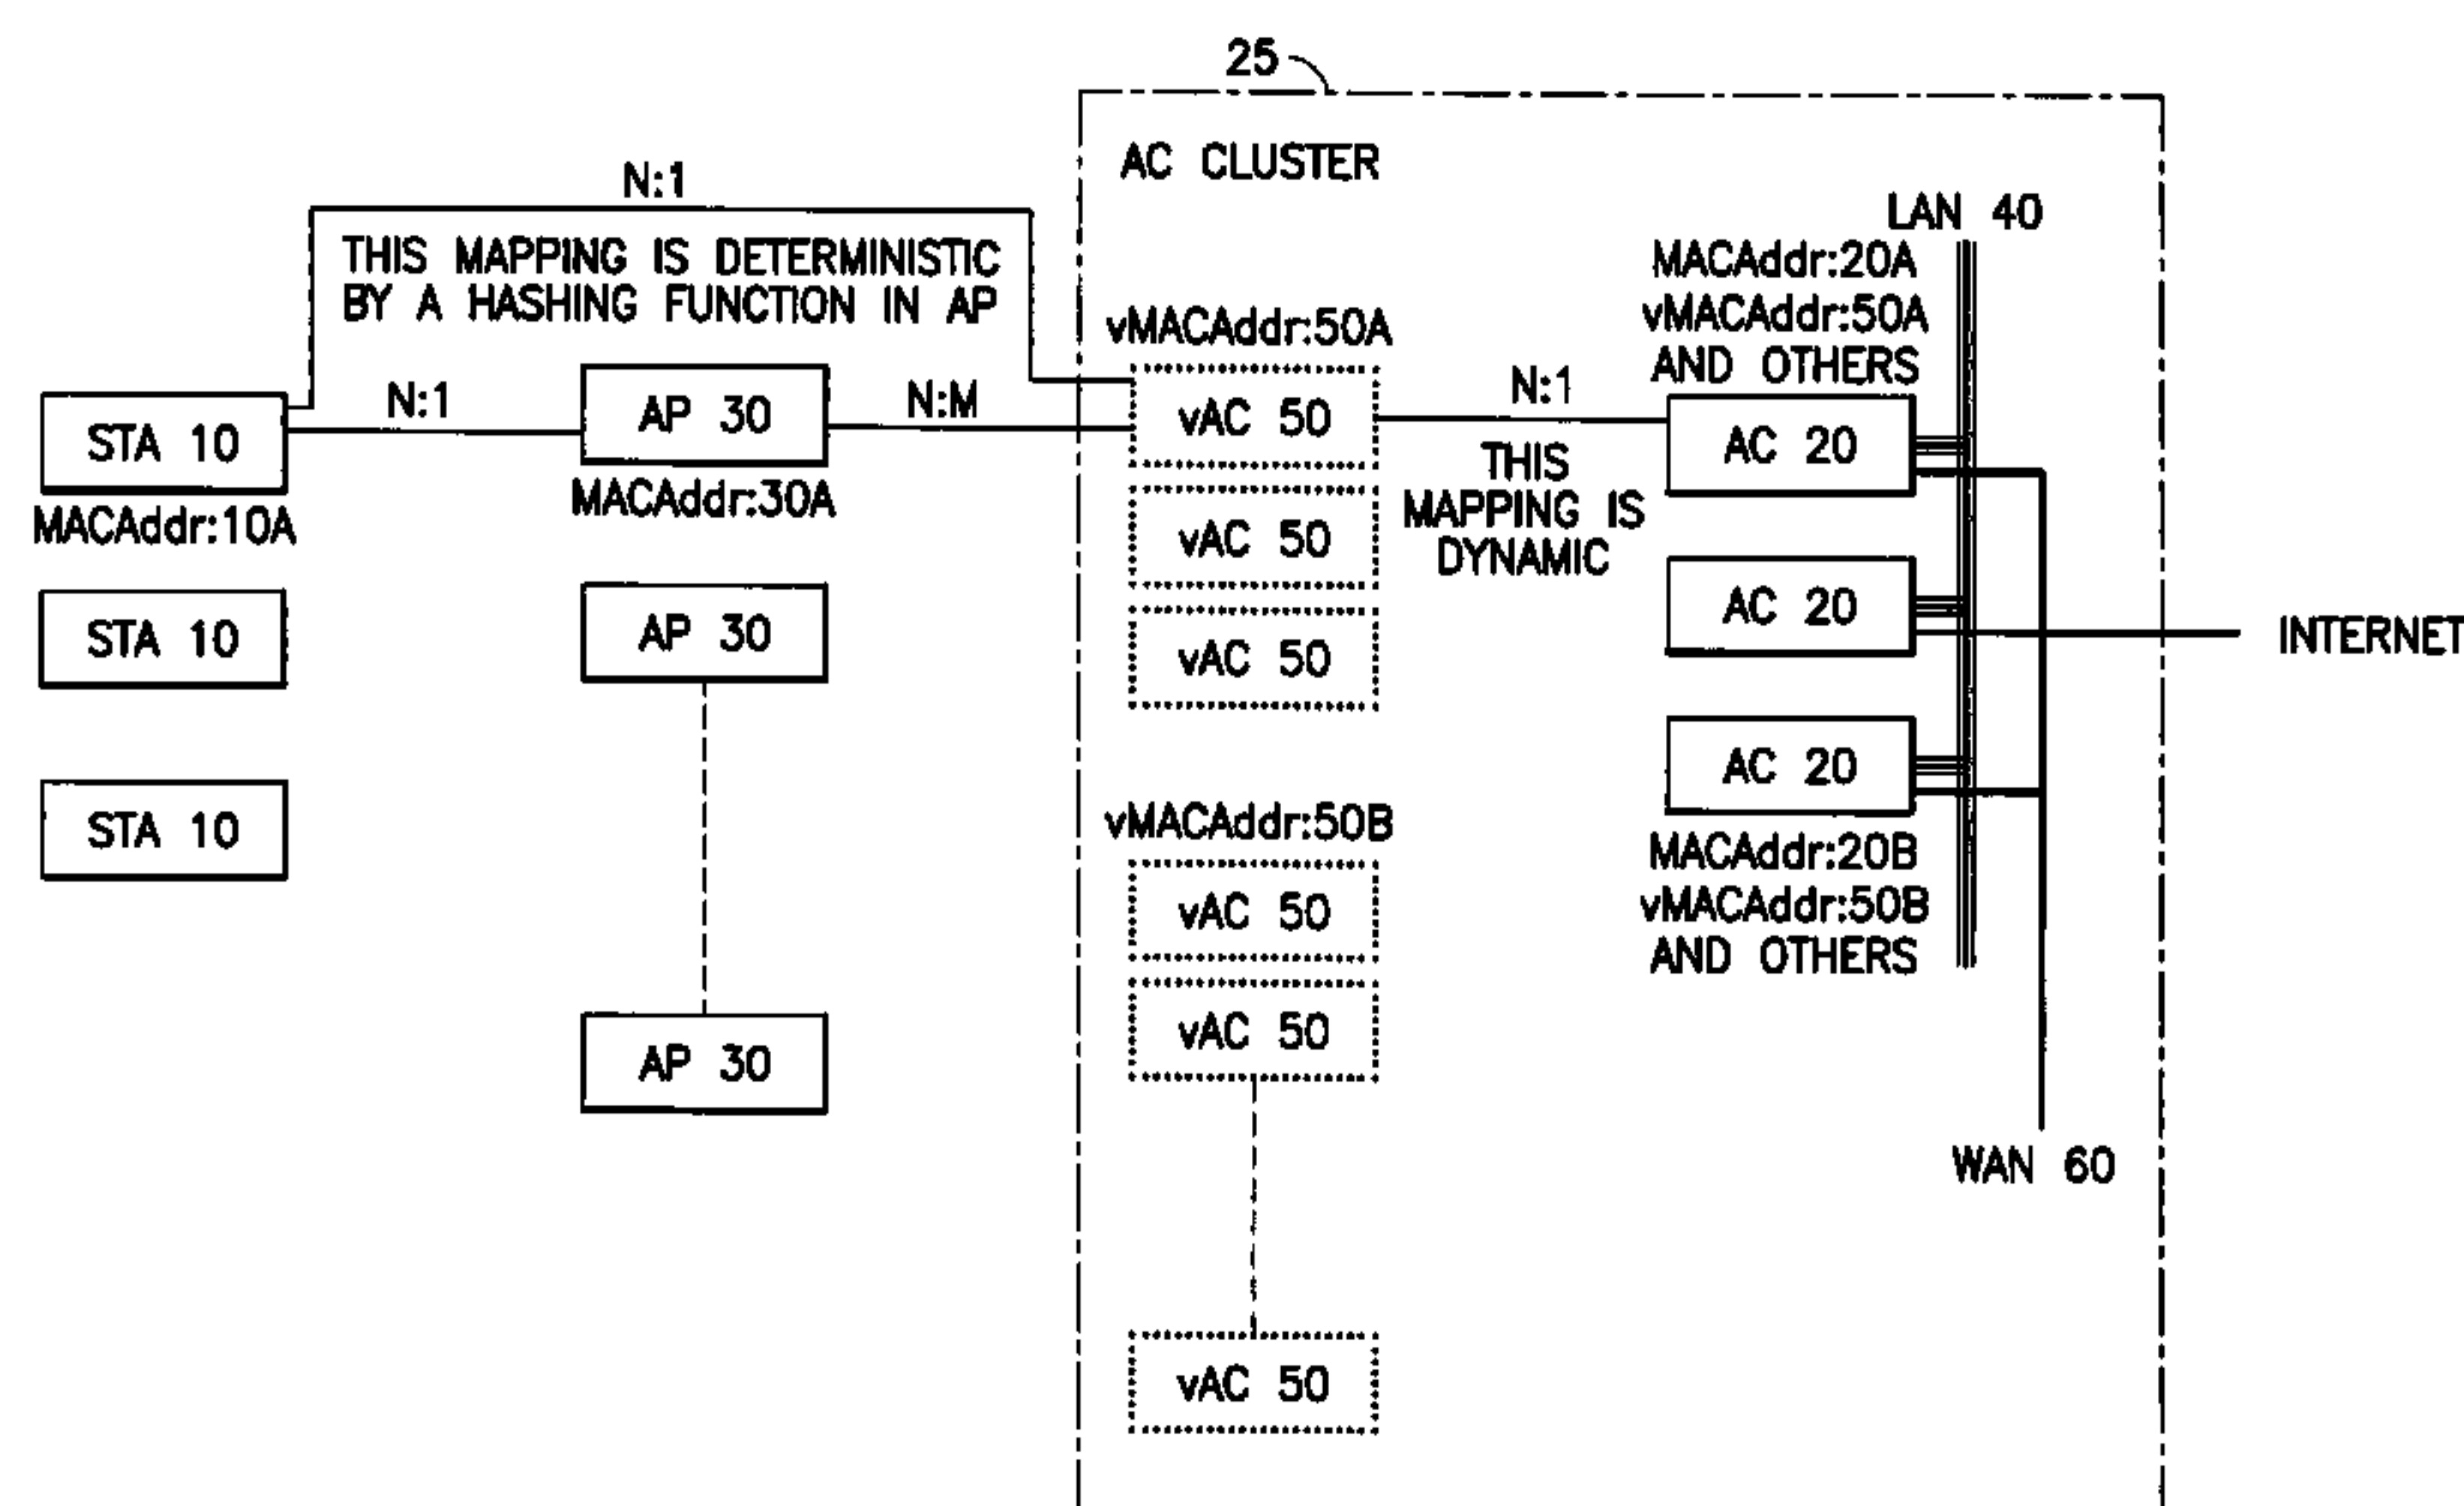 25
AC CLUSTER
N:1
THIS MAPPING IS DETERMINISTIC
BY A HASHING FUNCTION IN AP
LAN 40
MACAddr:20A
vMACAddr:50A
AND OTHERS
vMACAddr:50A
STA 10
N:1
AP 30
N:M
vAC 50
N:1
AC 20
MACAddr:10A
MACAddr:30A
THIS
MAPPING IS
DYNAMIC
vAC 50
STA 10
AP 30
vAC 50
AC 20
INTERNET
AC 20
STA 10
vMACAddr:50B
MACAddr:20B
vMACAddr:50B
AND OTHERS
vAC 50
AP 30
vAC 50
WAN 60
vAC 50